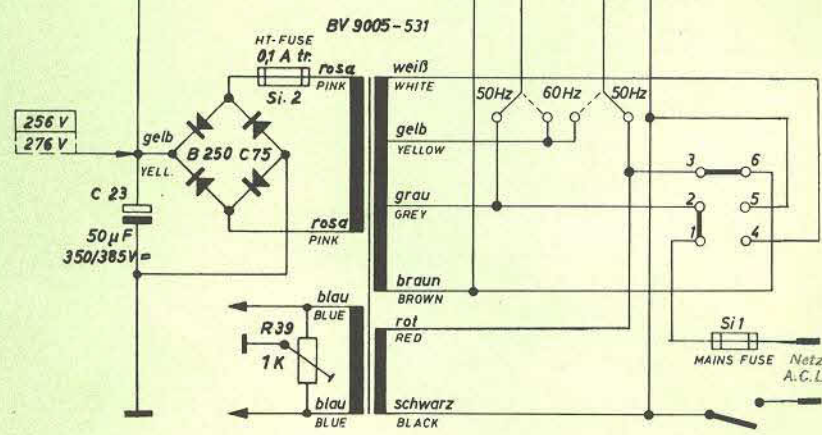 BV 9005-531
HT-FUSE
0,1 A tr.
Si. 2
rosa
PINK
weiß
WHITE
50Hz
60Hz
50Hz
256 V
276 V
gelb
YELL.
B 250 C 75
gelb
YELLOW
3
6
C 23
50µF
350/385V=
rosa
PINK
grau
GREY
2
5
1
4
braun
BROWN
blau
BLUE
R39
1K
rot
RED
Si 1
MAINS FUSE
Netz
A.C.L
blau
BLUE
schwarz
BLACK